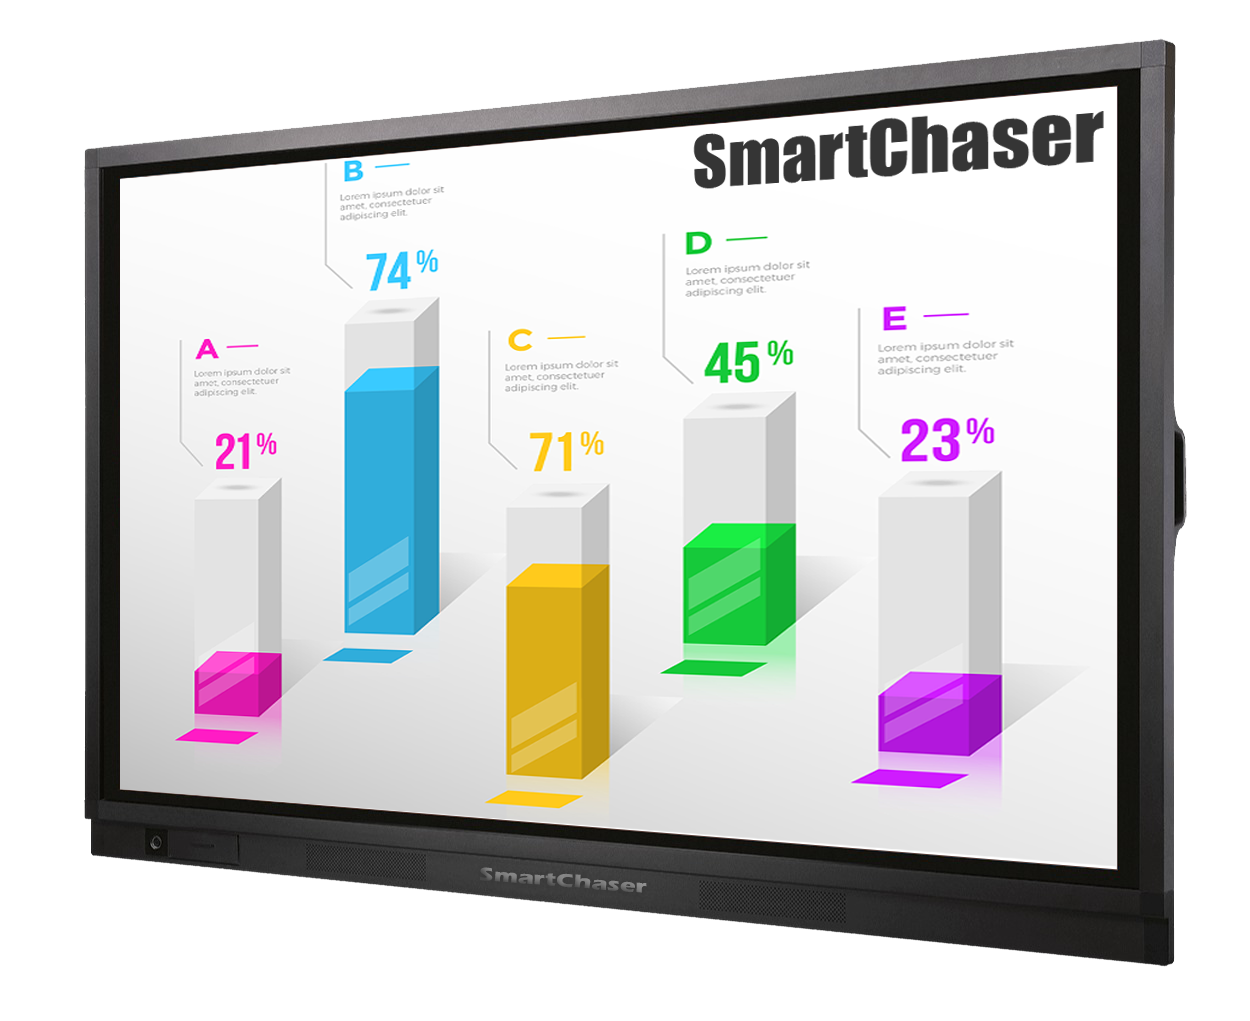 SmartChaser
B
Lorem ipsum dolor sit
amet, consectetuer
adipiscing elit.
74%
D
Lorem ipsum dolor sit
amet, consectetuer
adipiscing elit.
45%
A
Lorem ipsum dolor sit
amet, consectetuer
adipiscing elit.
21%
C
Lorem ipsum dolor sit
amet, consectetuer
adipiscing elit.
71%
E
Lorem ipsum dolor sit
amet, consectetuer
adipiscing elit.
23%
SmartChaser